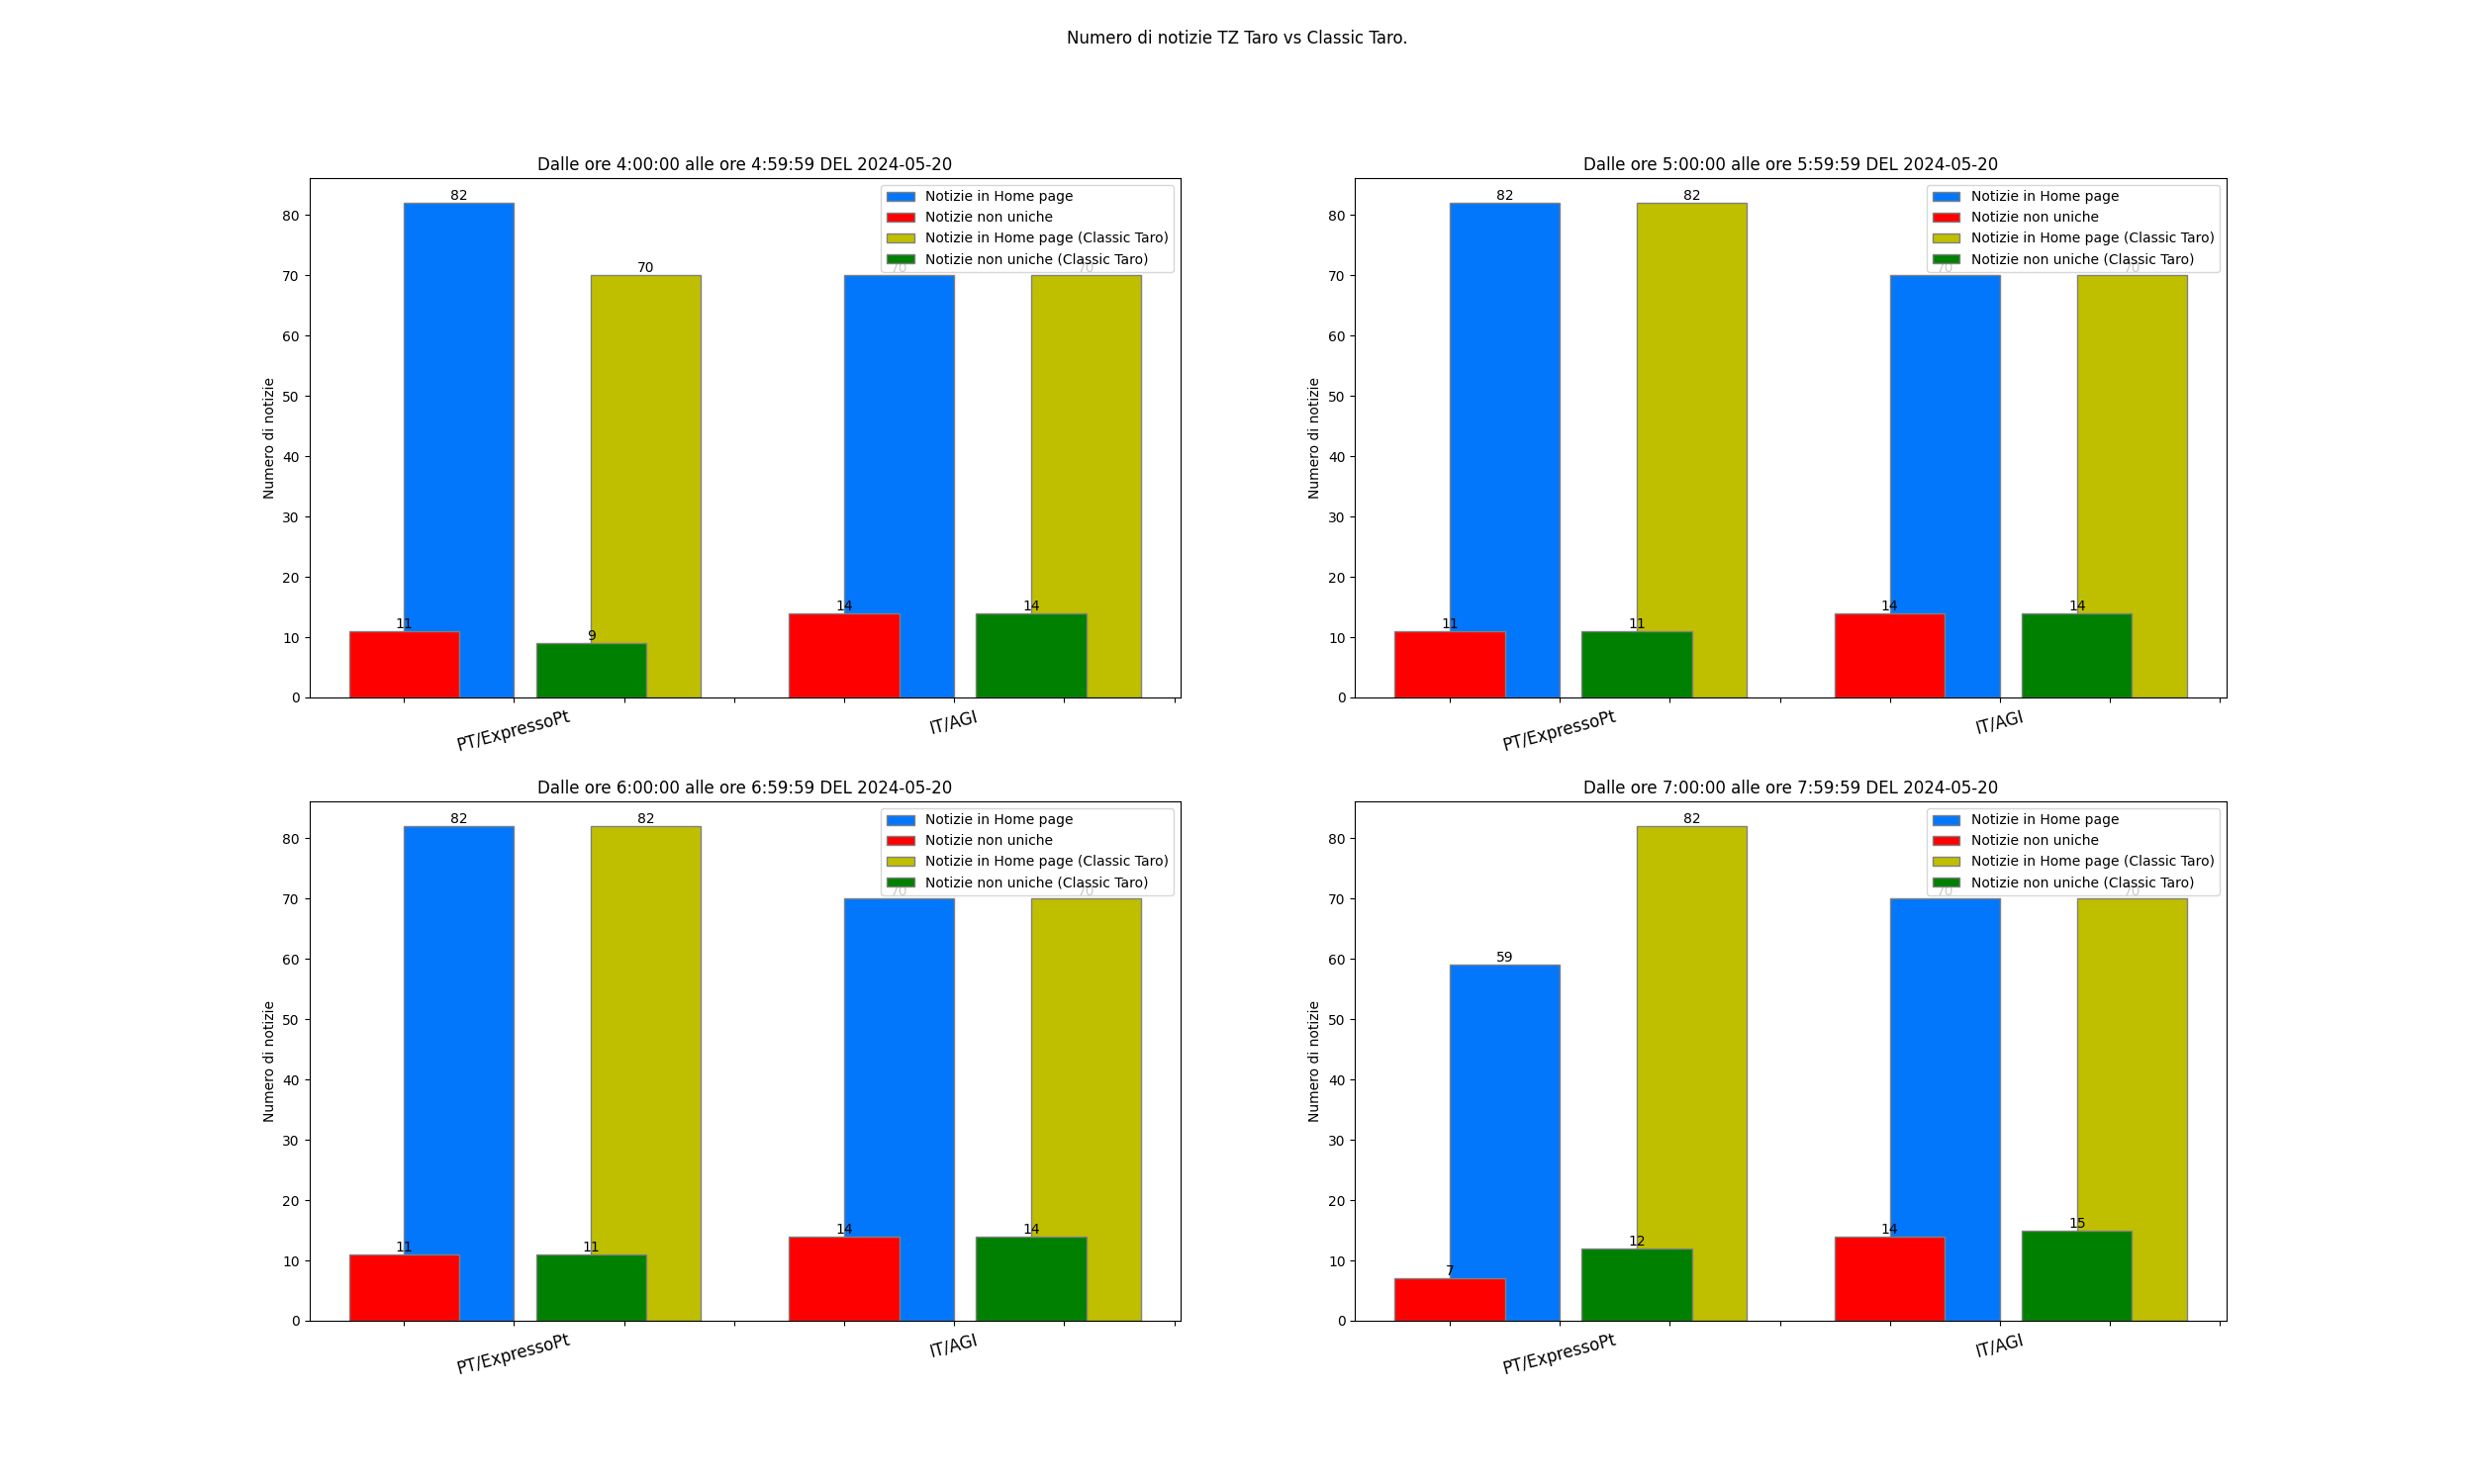 Numero di notizie TZ Taro vs Classic Taro.
Dalle ore 4:00:00 alle ore 4:59:59 DEL 2024-05-20
Numero di notizie
80
70
60
50
40
30
20
10
0
82
70
70
70
11
9
14
14
Notizie in Home page
Notizie non uniche
Notizie in Home page (Classic Taro)
Notizie non uniche (Classic Taro)
PT/ExpressoPt
IT/AGI
Dalle ore 5:00:00 alle ore 5:59:59 DEL 2024-05-20
Numero di notizie
80
70
60
50
40
30
20
10
0
82
82
70
70
11
11
14
14
Notizie in Home page
Notizie non uniche
Notizie in Home page (Classic Taro)
Notizie non uniche (Classic Taro)
PT/ExpressoPt
IT/AGI
Dalle ore 6:00:00 alle ore 6:59:59 DEL 2024-05-20
Numero di notizie
80
70
60
50
40
30
20
10
0
82
82
70
70
11
11
14
14
Notizie in Home page
Notizie non uniche
Notizie in Home page (Classic Taro)
Notizie non uniche (Classic Taro)
PT/ExpressoPt
IT/AGI
Dalle ore 7:00:00 alle ore 7:59:59 DEL 2024-05-20
Numero di notizie
80
70
60
50
40
30
20
10
0
59
82
70
70
7
12
14
15
Notizie in Home page
Notizie non uniche
Notizie in Home page (Classic Taro)
Notizie non uniche (Classic Taro)
PT/ExpressoPt
IT/AGI